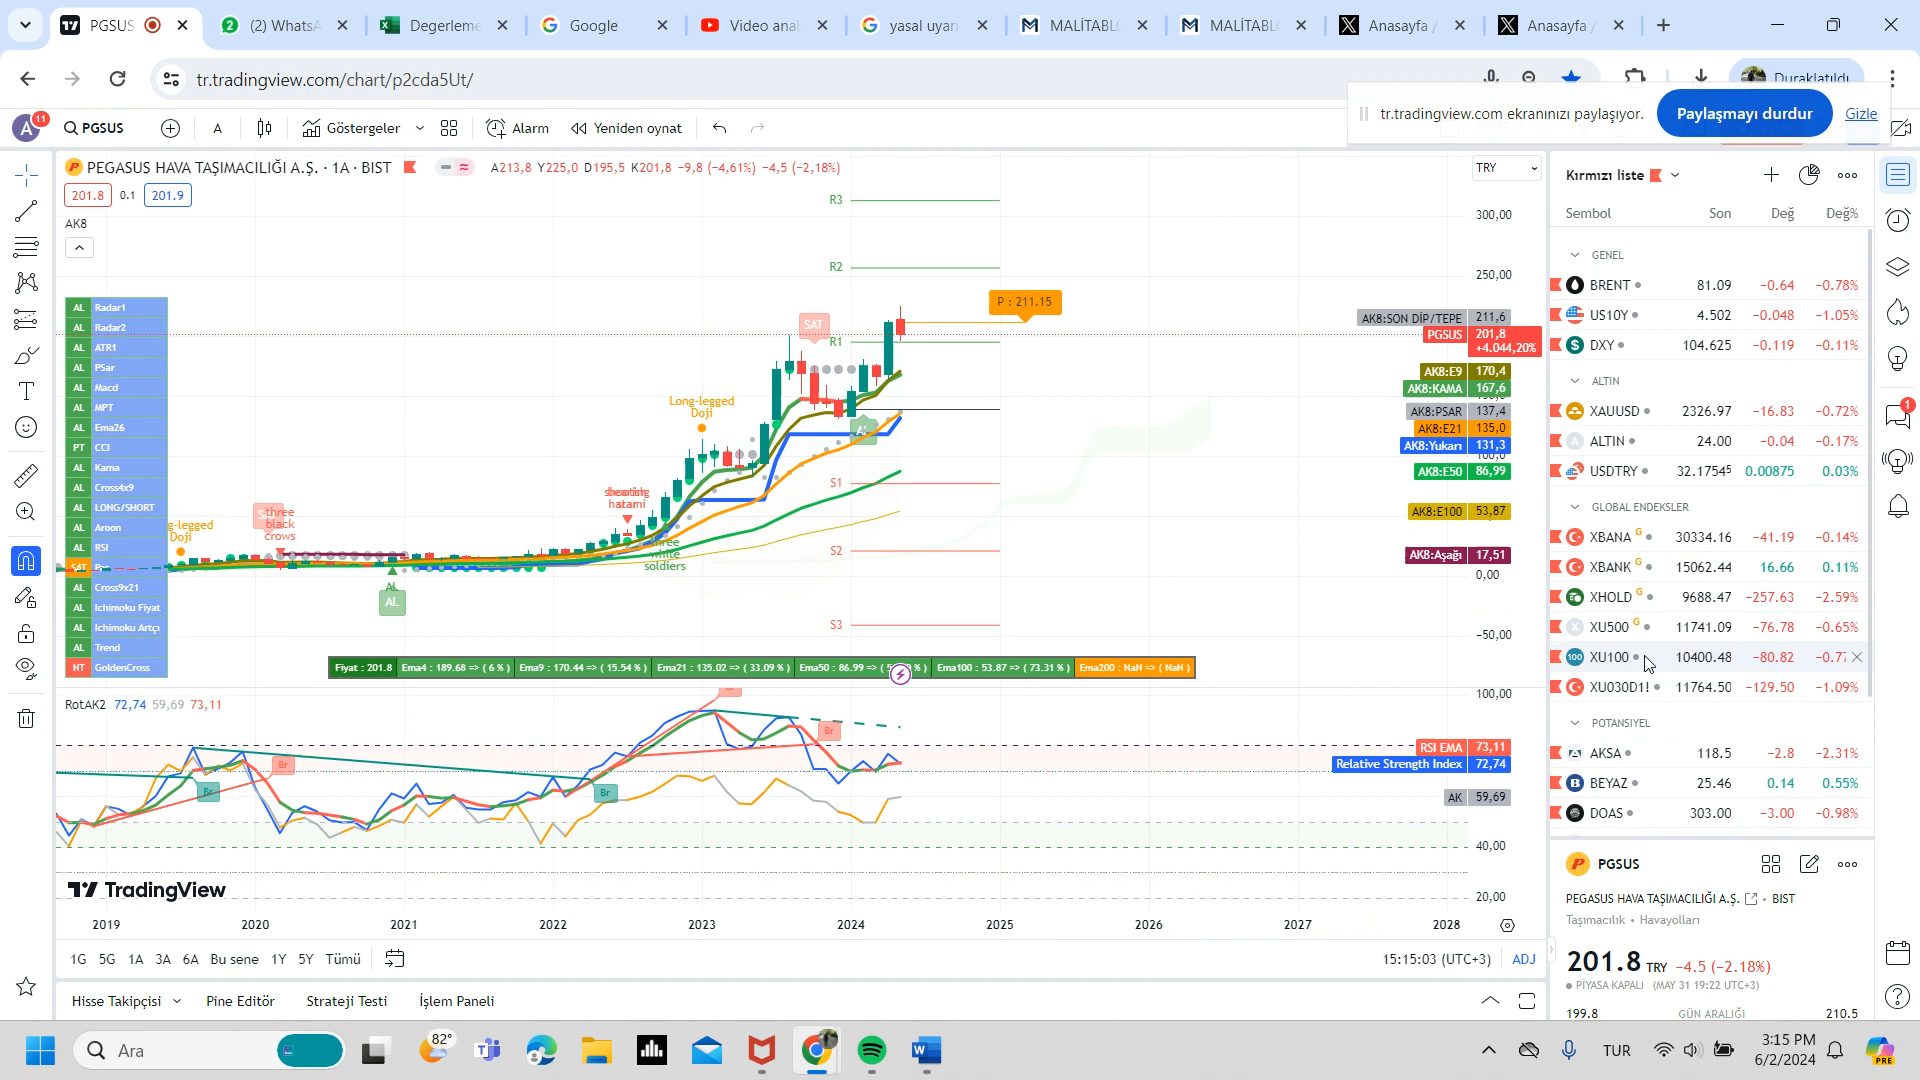 PGSUS
(2) WhatsA
Degerleme
Google
Video anal
yasal uyarı
MALİTABLO
MALİTABLO
Anasayfa /
Anasayfa /
tr.tradingview.com/chart/p2cda5Ut/
Duraklatıldı
tr.tradingview.com ekranınızı paylaşıyor.
Paylaşmayı durdur
Gizle
A
11
PGSUS
A
Göstergeler
Alarm
Yeniden oynat
PEGASUS HAVA TAŞIMACILIĞI A.Ş. · 1A · BIST
A213,8 Y225,0 D195,5 K201,8 −9,8 (−4,61%) −4,5 (−2,18%)
201.8
0.1
201.9
AK8
AL Radar1
AL Radar2
AL ATR1
AL PSar
AL Macd
AL MPT
AL Ema26
PT CCI
AL Kama
AL Cross4x9
AL LONG/SHORT
AL Aroon
AL RSI
SAT
AL Cross9x21
AL Ichimoku Fiyat
AL Ichimoku Artçı
AL Trend
NT GoldenCross
R3
R2
P : 211.15
SAT
R1
Long-legged
Doji
AL
S1
harami
three
black
crows
g-legged
Doji
three
white
soldiers
S2
AL
AL
S3
TRY
300,00
250,00
AK8:SON DİP/TEPE 211,6
PGSUS 201,8
+4.044,20%
AK8:E9 170,4
AK8:KAMA 167,6
AK8:PSAR 137,4
AK8:E21 135,0
AK8:Yukarı 131,3
AK8:E50 86,99
AK8:E100 53,87
AK8:Aşağı 17,51
0,00
−50,00
Fiyat : 201.8 Ema4 : 189.68 => ( 6 % ) Ema9 : 170.44 => ( 15.54 % ) Ema21 : 135.02 => ( 33.09 % ) Ema50 : 86.99 => ( Ema100 : 53.87 => ( 73.31 % ) Ema200 : NaN => ( NaN )
RotAK2 72,74 59,69 73,11
100,00
Br
Br
Br
Br
RSI EMA 73,11
Relative Strength Index 72,74
AK 59,69
40,00
20,00
TradingView
2019 2020 2021 2022 2023 2024 2025 2026 2027 2028
1G 5G 1A 3A 6A Bu sene 1Y 5Y Tümü
15:15:03 (UTC+3) ADJ
Hisse Takipçisi
Pine Editör
Strateji Testi
İşlem Paneli
Kırmızı liste
Sembol Son Değ Değ%
GENEL
BRENT 81.09 −0.64 −0.78%
US10Y 4.502 −0.048 −1.05%
DXY 104.625 −0.119 −0.11%
ALTIN
XAUUSD 2326.97 −16.83 −0.72%
ALTIN 24.00 −0.04 −0.17%
USDTRY 32.17545 0.00875 0.03%
GLOBAL ENDEKSLER
XBANA G 30334.16 −41.19 −0.14%
XBANK G 15062.44 16.66 0.11%
XHOLD G 9688.47 −257.63 −2.59%
XU500 G 11741.09 −76.78 −0.65%
100 XU100 10400.48 −80.82 −0.77
XU030D1! 11764.50 −129.50 −1.09%
POTANSIYEL
AKSA 118.5 −2.8 −2.31%
BEYAZ 25.46 0.14 0.55%
DOAS 303.00 −3.00 −0.98%
PGSUS
PEGASUS HAVA TAŞIMACILIĞI A.Ş. • BIST
Taşımacılık • Havayolları
201.8 TRY −4.5 (−2.18%)
PİYASA KAPALI (MAY 31 19:22 UTC+3)
199.8 GÜN ARALIĞI 210.5
1
Ara
82°
TUR
3:15 PM
6/2/2024
PRE